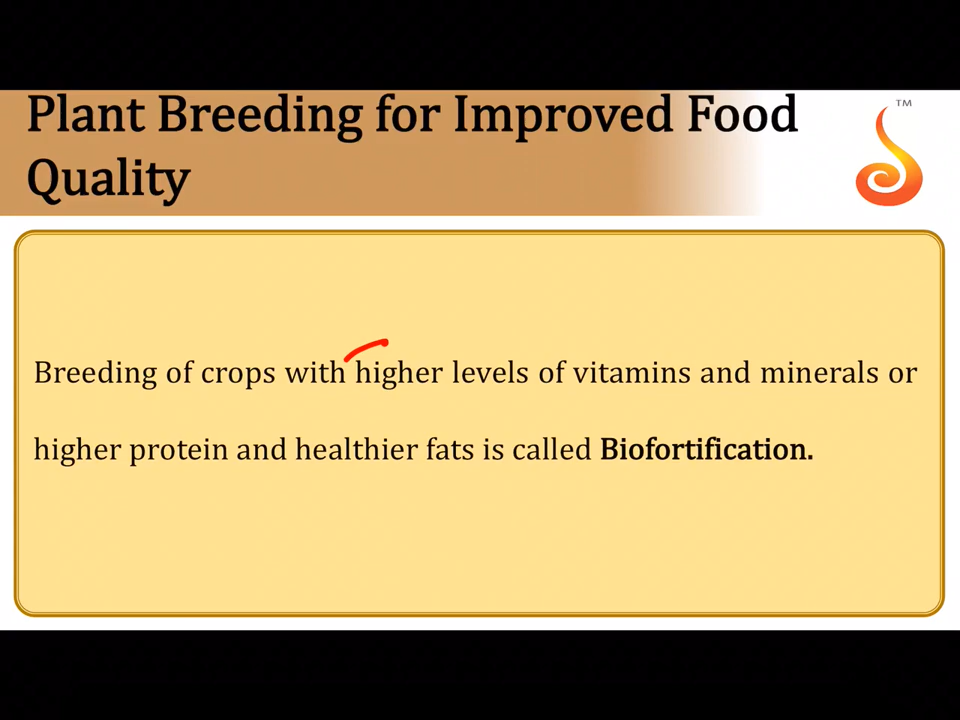 Plant Breeding for Improved Food
Quality
TM
Breeding of crops with higher levels of vitamins and minerals or
higher protein and healthier fats is called Biofortification.